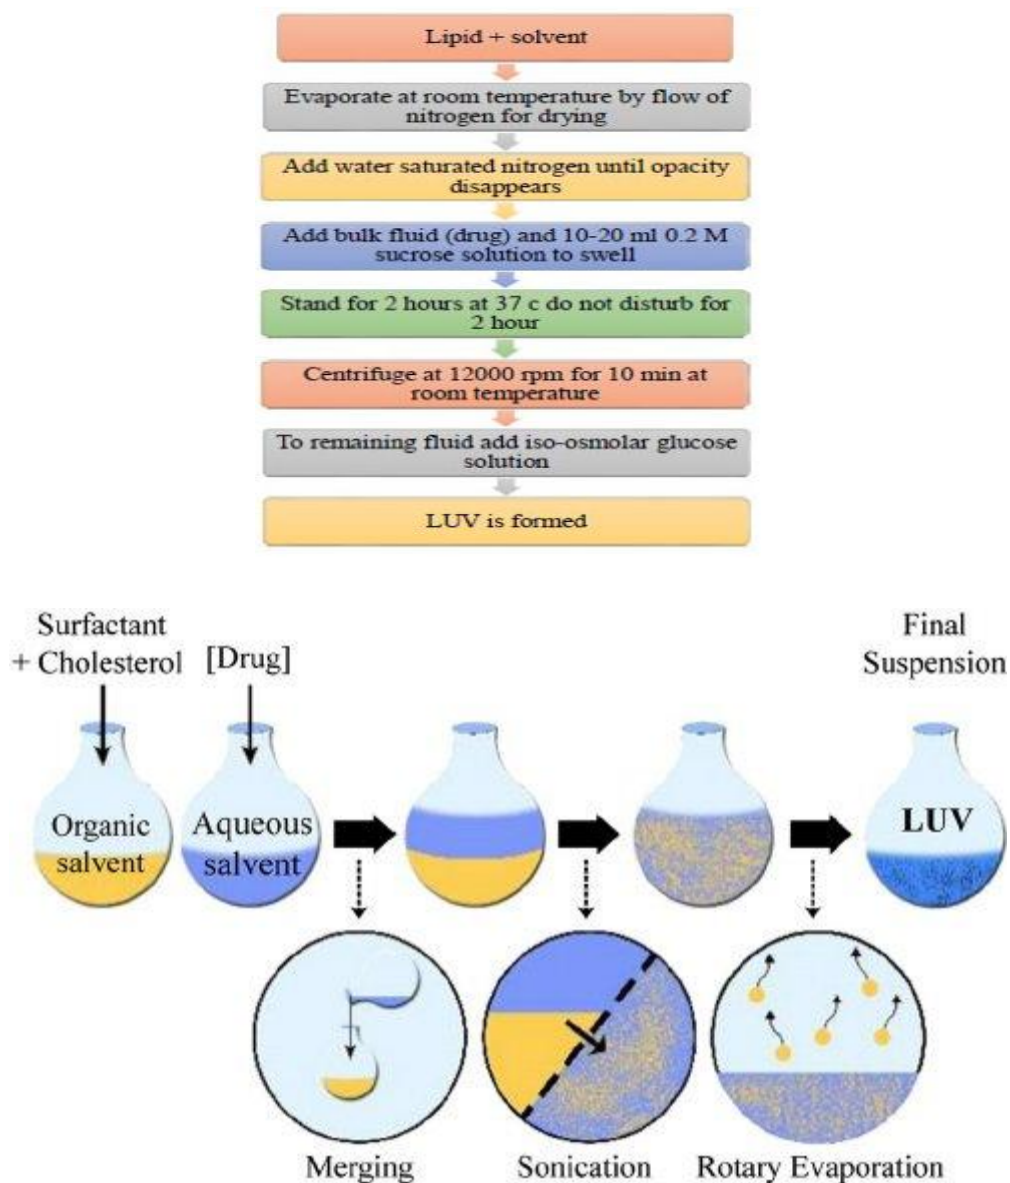 Lipid + solvent
Evaporate at room temperature by flow of
nitrogen for drying
Add water saturated nitrogen until opacity
disappears
Add bulk fluid (drug) and 10-20 ml 0.2 M
sucrose solution to swell
Stand for 2 hours at 37 c do not disturb for
2 hour
Centrifuge at 12000 rpm for 10 min at
room temperature
To remaining fluid add iso-osmolar glucose
solution
LUV is formed
Surfactant
+ Cholesterol
[Drug]
Final
Suspension
Organic
salvent
Aqueous
salvent
LUV
Merging
Sonication
Rotary Evaporation